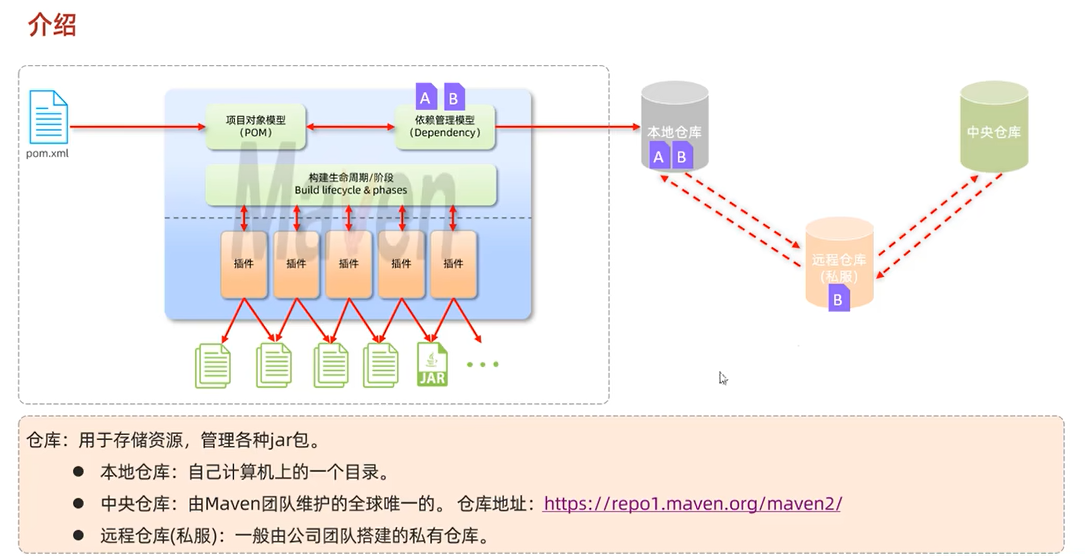 介绍
pom.xml
项目对象模型
(POM)
A B
依赖管理模型
(Dependency)
构建生命周期/阶段
Build lifecycle & phases
Maven
插件 插件 插件 插件 插件
JAR
本地仓库
A B
中央仓库
远程仓库
(私服)
B
仓库：用于存储资源，管理各种jar包。
● 本地仓库：自己计算机上的一个目录。
● 中央仓库：由Maven团队维护的全球唯一的。 仓库地址：https://repo1.maven.org/maven2/
● 远程仓库(私服)：一般由公司团队搭建的私有仓库。